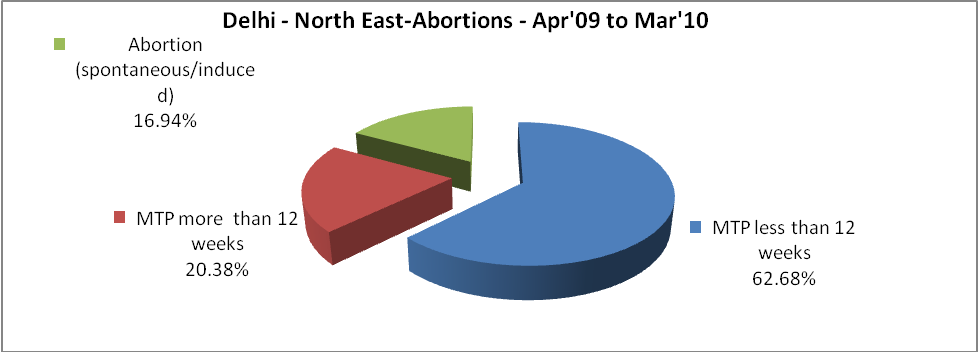 Delhi - North East-Abortions - Apr'09 to Mar'10
Abortion
(spontaneous/induce
d)
16.94%
MTP more than 12
weeks
20.38%
MTP less than 12
weeks
62.68%